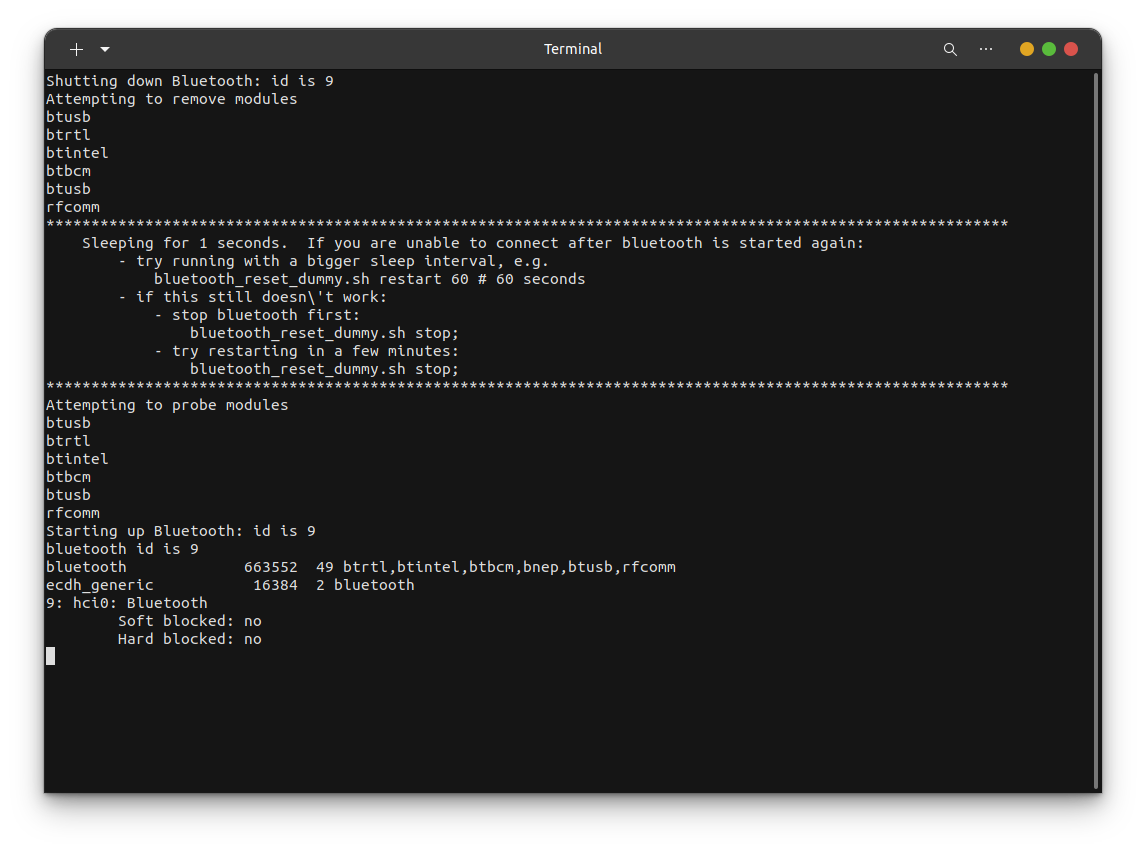 Terminal
Shutting down Bluetooth: id is 9
Attempting to remove modules
btusb
btrtl
btintel
btbcm
btusb
rfcomm
***********************************************************************************************************
    Sleeping for 1 seconds.  If you are unable to connect after bluetooth is started again:
        - try running with a bigger sleep interval, e.g.
            bluetooth_reset_dummy.sh restart 60 # 60 seconds
        - if this still doesn\'t work:
            - stop bluetooth first:
                bluetooth_reset_dummy.sh stop;
            - try restarting in a few minutes:
                bluetooth_reset_dummy.sh stop;
***********************************************************************************************************
Attempting to probe modules
btusb
btrtl
btintel
btbcm
btusb
rfcomm
Starting up Bluetooth: id is 9
bluetooth id is 9
bluetooth             663552  49 btrtl,btintel,btbcm,bnep,btusb,rfcomm
ecdh_generic           16384  2 bluetooth
9: hci0: Bluetooth
        Soft blocked: no
        Hard blocked: no